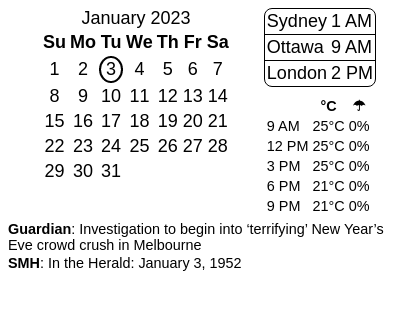 January 2023
Su Mo Tu We Th Fr Sa
1 2 3 4 5 6 7
8 9 10 11 12 13 14
15 16 17 18 19 20 21
22 23 24 25 26 27 28
29 30 31
Sydney 1 AM
Ottawa 9 AM
London 2 PM
°C ☂
9 AM 25°C 0%
12 PM 25°C 0%
3 PM 25°C 0%
6 PM 21°C 0%
9 PM 21°C 0%
Guardian: Investigation to begin into ‘terrifying’ New Year’s
Eve crowd crush in Melbourne
SMH: In the Herald: January 3, 1952